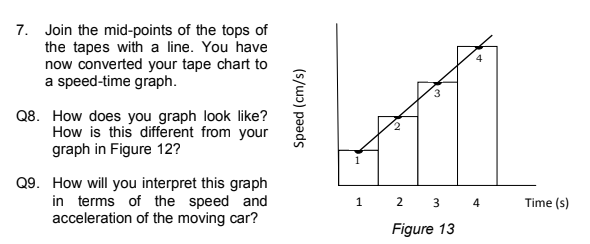 7. Join the mid-points of the tops of
the tapes with a line. You have
now converted your tape chart to
a speed-time graph.
Q8. How does you graph look like?
How is this different from your
graph in Figure 12?
Q9. How will you interpret this graph
in terms of the speed and
acceleration of the moving car?
Speed (cm/s)
1
2
3
4
1 2 3 4 Time (s)
Figure 13